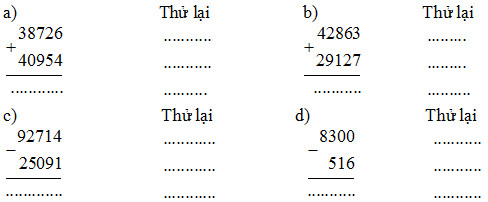 a) Thử lại b) Thử lại
38726 ........... 42863 .........
+ +
40954 ........... 29127 .........
............ .......... ........... ..........
c) Thử lại d) Thử lại
92714 ............ 8300 ...........
– –
25091 ............ 516 ...........
............. ............ ........... ...........